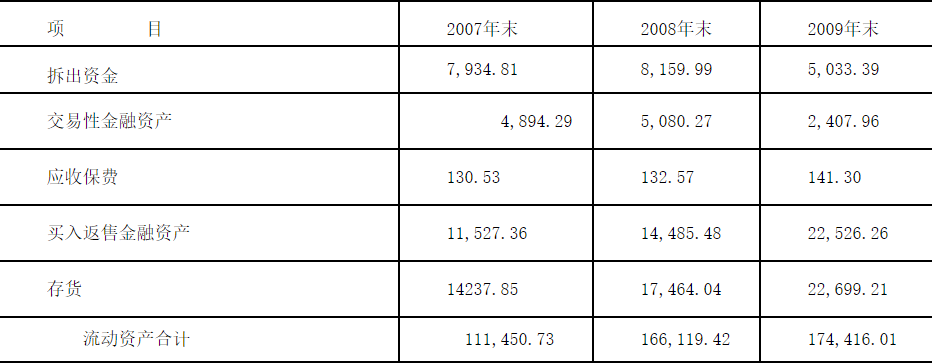 项 目 2007年末 2008年末 2009年末
拆出资金 7,934.81 8,159.99 5,033.39
交易性金融资产 4,894.29 5,080.27 2,407.96
应收保费 130.53 132.57 141.30
买入返售金融资产 11,527.36 14,485.48 22,526.26
存货 14237.85 17,464.04 22,699.21
流动资产合计 111,450.73 166,119.42 174,416.01